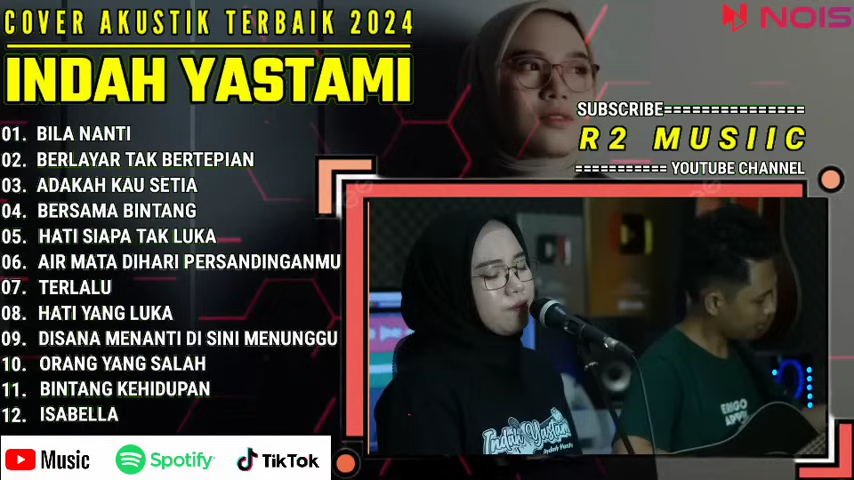 COVER AKUSTIK TERBAIK 2024
INDAH YASTAMI
NOIS
SUBSCRIBE================
R2 MUSIIC
=========== YOUTUBE CHANNEL
01. BILA NANTI
02. BERLAYAR TAK BERTEPIAN
03. ADAKAH KAU SETIA
04. BERSAMA BINTANG
05. HATI SIAPA TAK LUKA
06. AIR MATA DIHARI PERSANDINGANMU
07. TERLALU
08. HATI YANG LUKA
09. DISANA MENANTI DI SINI MENUNGGU
10. ORANG YANG SALAH
11. BINTANG KEHIDUPAN
12. ISABELLA
Indah Yastami
ERIGO
Music
Spotify
TikTok